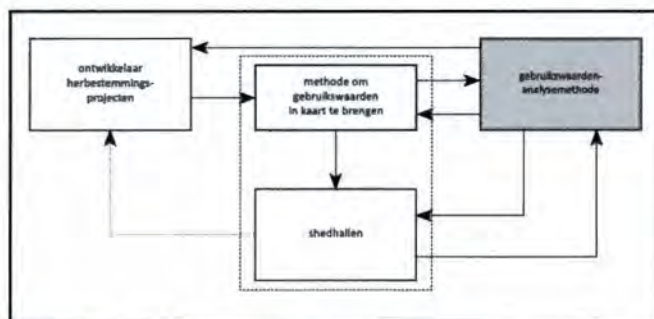 ontwikkelaar
herbestemmings-
projecten
methode om
gebruikswaarden
in kaart te brengen
gebruikswaarden-
analysemethode
shedhallen